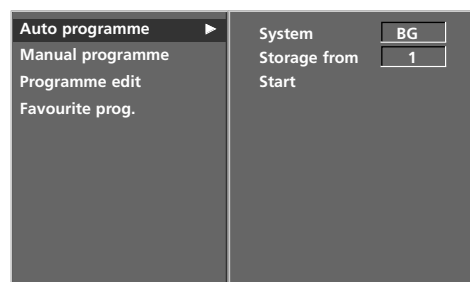 Auto programme ▶
Manual programme
Programme edit
Favourite prog.
System BG
Storage from 1
Start